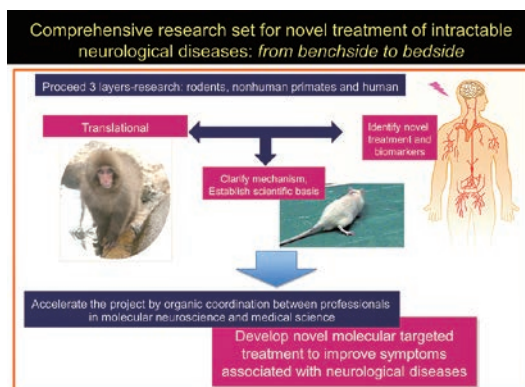 Comprehensive research set for novel treatment of intractable
neurological diseases: from benchside to bedside
Proceed 3 layers-research: rodents, nonhuman primates and human
Translational
Identify novel
treatment and
biomarkers
Clarify mechanism,
Establish scientific basis
Accelerate the project by organic coordination between professionals
in molecular neuroscience and medical science
Develop novel molecular targeted
treatment to improve symptoms
associated with neurological diseases